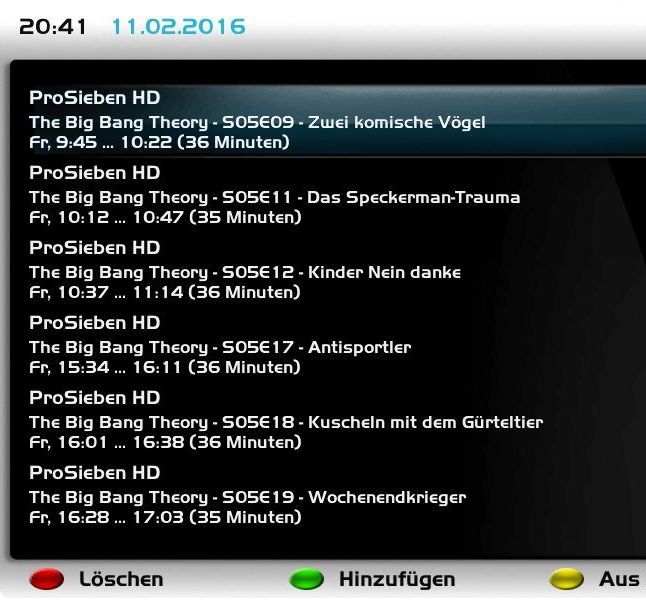 20:41 11.02.2016
ProSieben HD
The Big Bang Theory - S05E09 - Zwei komische Vögel
Fr, 9:45 ... 10:22 (36 Minuten)
ProSieben HD
The Big Bang Theory - S05E11 - Das Speckerman-Trauma
Fr, 10:12 ... 10:47 (35 Minuten)
ProSieben HD
The Big Bang Theory - S05E12 - Kinder Nein danke
Fr, 10:37 ... 11:14 (36 Minuten)
ProSieben HD
The Big Bang Theory - S05E17 - Antisportler
Fr, 15:34 ... 16:11 (36 Minuten)
ProSieben HD
The Big Bang Theory - S05E18 - Kuscheln mit dem Gürteltier
Fr, 16:01 ... 16:38 (36 Minuten)
ProSieben HD
The Big Bang Theory - S05E19 - Wochenendkrieger
Fr, 16:28 ... 17:03 (35 Minuten)
Löschen Hinzufügen Aus